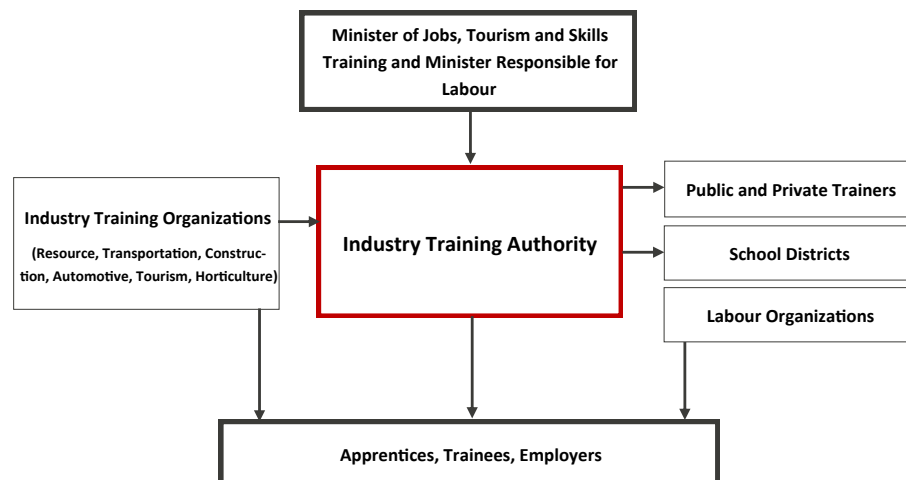 Minister of Jobs, Tourism and Skills
Training and Minister Responsible for
Labour
Industry Training Organizations
(Resource, Transportation, Construc-
tion, Automotive, Tourism, Horticulture)
Industry Training Authority
Public and Private Trainers
School Districts
Labour Organizations
Apprentices, Trainees, Employers